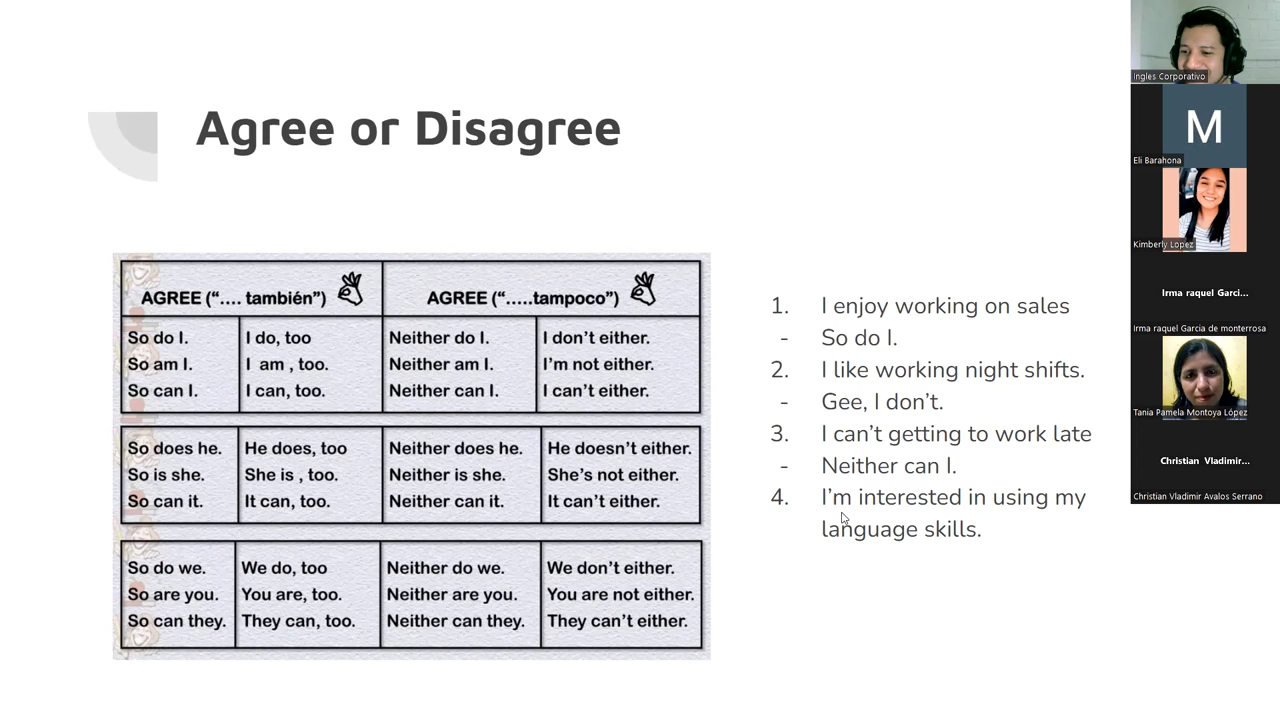 Agree or Disagree
AGREE (“.... también”)
AGREE (“.....tampoco”)
So do I.
I do, too
Neither do I.
I don’t either.
So am I.
I am , too.
Neither am I.
I’m not either.
So can I.
I can, too.
Neither can I.
I can’t either.
So does he.
He does, too
Neither does he.
He doesn’t either.
So is she.
She is , too.
Neither is she.
She’s not either.
So can it.
It can, too.
Neither can it.
It can’t either.
So do we.
We do, too
Neither do we.
We don’t either.
So are you.
You are, too.
Neither are you.
You are not either.
So can they.
They can, too.
Neither can they.
They can’t either.
1. I enjoy working on sales
- So do I.
2. I like working night shifts.
- Gee, I don’t.
3. I can’t getting to work late
- Neither can I.
4. I’m interested in using my
language skills.
Ingles Corporativo
M
Eli Barahona
Kimberly Lopez
Irma raquel Garci...
Irma raquel Garcia de monterrosa
Tania Pamela Montoya López
Christian Vladimir...
Christian Vladimir Avalos Serrano